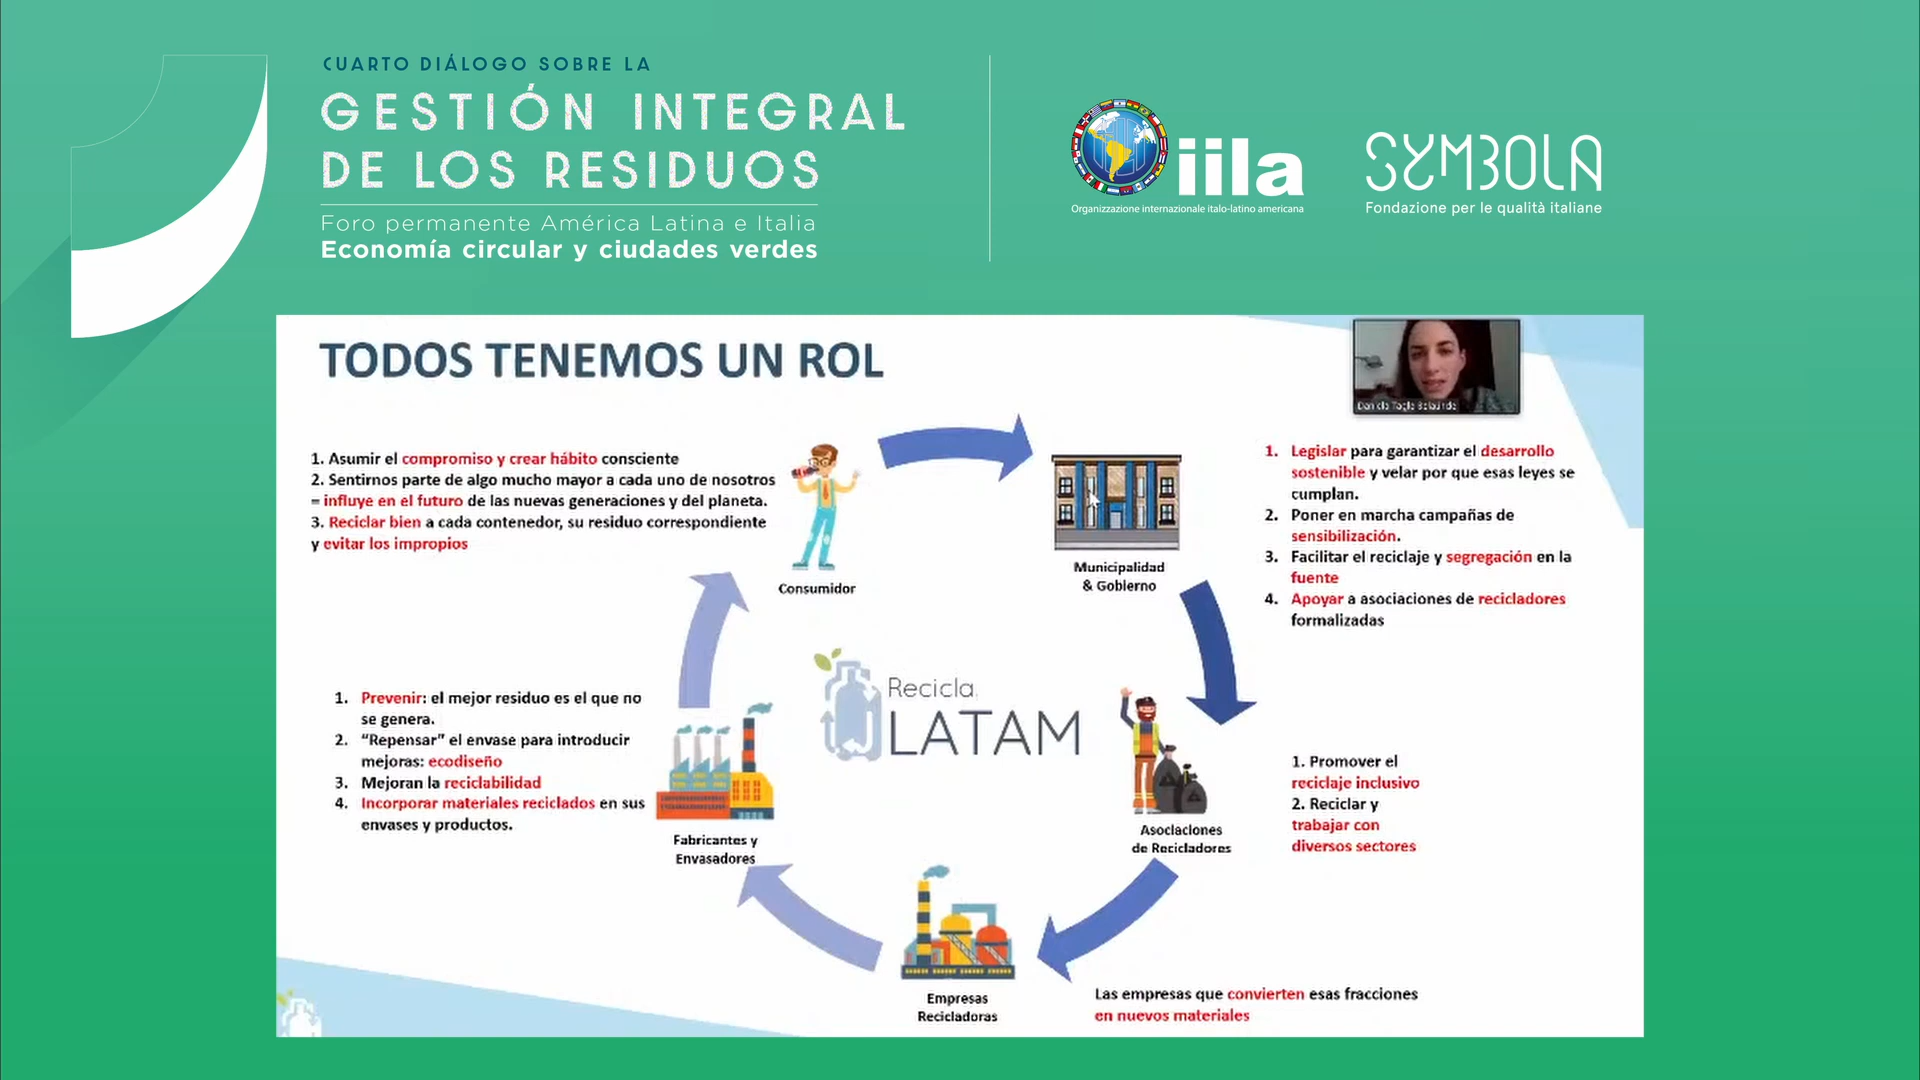 CUARTO DIÁLOGO SOBRE LA
GESTIÓN INTEGRAL
DE LOS RESIDUOS
Foro permanente América Latina e Italia
Economía circular y ciudades verdes
iila
Organizzazione internazionale italo-latino americana
SYMBOLA
Fondazione per le qualità italiane
TODOS TENEMOS UN ROL
Daniela Tagle Belaunde
1. Asumir el compromiso y crear hábito consciente
2. Sentirnos parte de algo mucho mayor a cada uno de nosotros
= influye en el futuro de las nuevas generaciones y del planeta.
3. Reciclar bien a cada contenedor, su residuo correspondiente
y evitar los impropios
Consumidor
Municipalidad
& Gobierno
1. Legislar para garantizar el desarrollo
sostenible y velar por que esas leyes se
cumplan.
2. Poner en marcha campañas de
sensibilización.
3. Facilitar el reciclaje y segregación en la
fuente
4. Apoyar a asociaciones de recicladores
formalizadas
1. Prevenir: el mejor residuo es el que no
se genera.
2. “Repensar” el envase para introducir
mejoras: ecodiseño
3. Mejoran la reciclabilidad
4. Incorporar materiales reciclados en sus
envases y productos.
Fabricantes y
Envasadores
Recicla
LATAM
Asociaciones
de Recicladores
1. Promover el
reciclaje inclusivo
2. Reciclar y
trabajar con
diversos sectores
Empresas
Recicladoras
Las empresas que convierten esas fracciones
en nuevos materiales